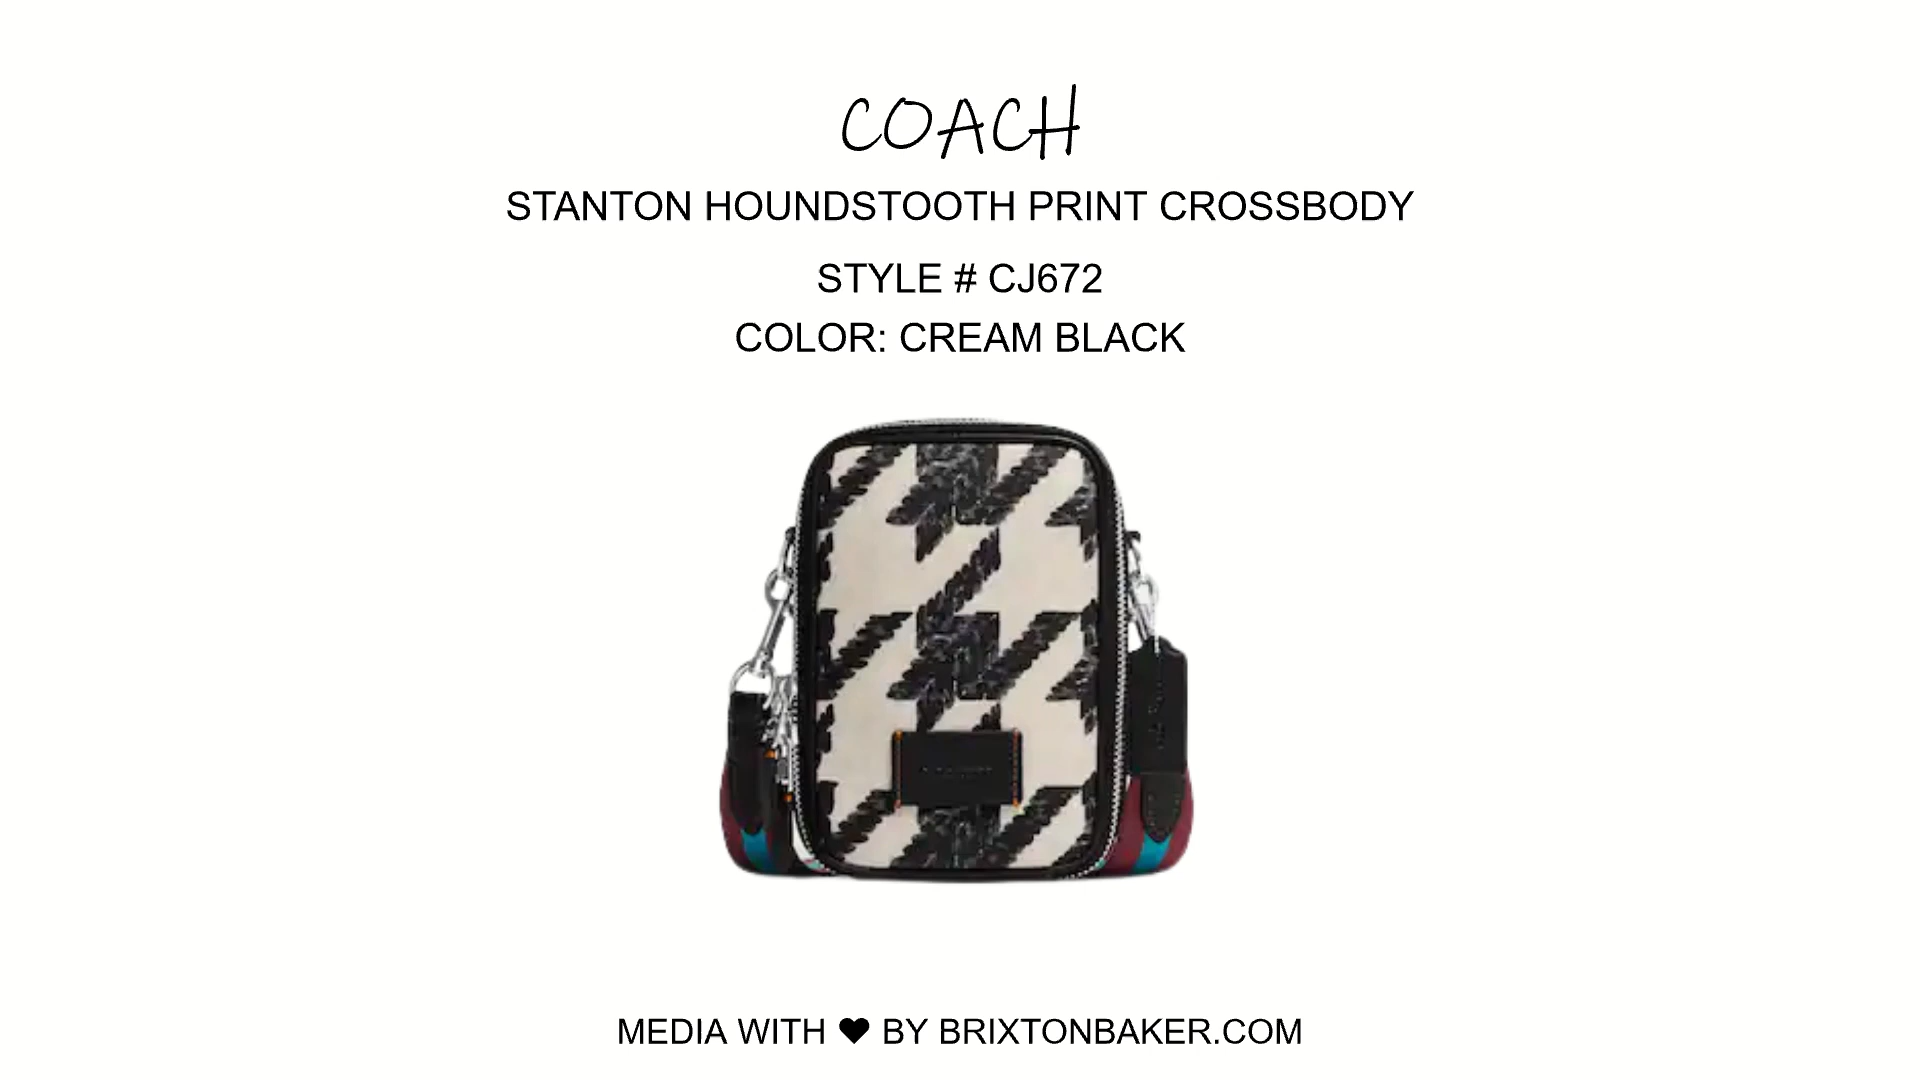 COACH
STANTON HOUNDSTOOTH PRINT CROSSBODY
STYLE # CJ672
COLOR: CREAM BLACK
MEDIA WITH ♥ BY BRIXTONBAKER.COM